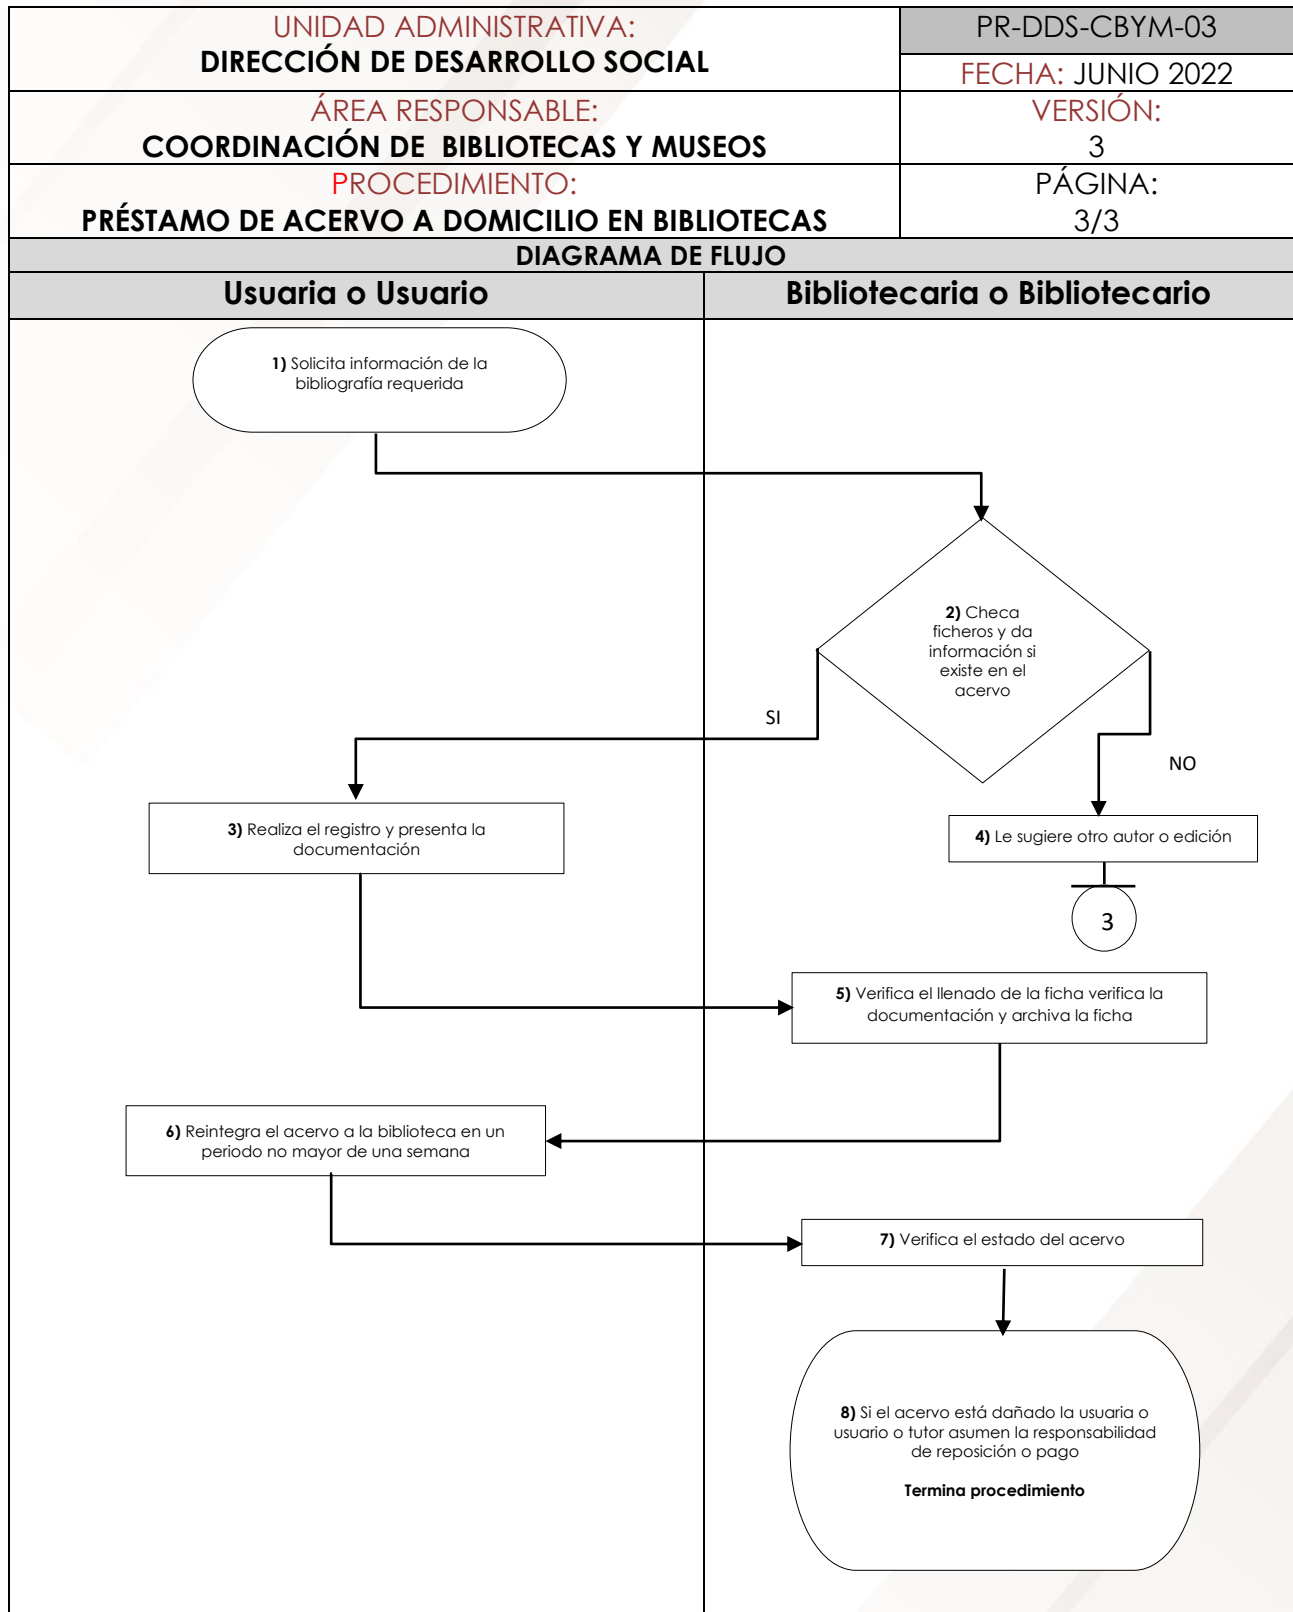 UNIDAD ADMINISTRATIVA:
DIRECCIÓN DE DESARROLLO SOCIAL
PR-DDS-CBYM-03
FECHA: JUNIO 2022
ÁREA RESPONSABLE:
COORDINACIÓN DE BIBLIOTECAS Y MUSEOS
VERSIÓN:
3
PROCEDIMIENTO:
PRÉSTAMO DE ACERVO A DOMICILIO EN BIBLIOTECAS
PÁGINA:
3/3
DIAGRAMA DE FLUJO
Usuaria o Usuario
Bibliotecaria o Bibliotecario
1) Solicita información de la
bibliografía requerida
2) Checa
ficheros y da
información si
existe en el
acervo
SI
NO
3) Realiza el registro y presenta la
documentación
4) Le sugiere otro autor o edición
3
5) Verifica el llenado de la ficha verifica la
documentación y archiva la ficha
6) Reintegra el acervo a la biblioteca en un
periodo no mayor de una semana
7) Verifica el estado del acervo
8) Si el acervo está dañado la usuaria o
usuario o tutor asumen la responsabilidad
de reposición o pago
Termina procedimiento